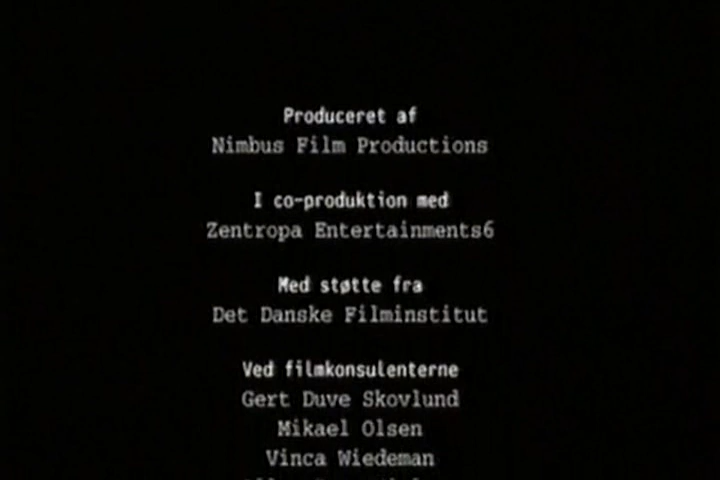 Produceret af
Nimbus Film Productions
I co-produktion med
Zentropa Entertainments6
Med støtte fra
Det Danske Filminstitut
Ved filmkonsulenterne
Gert Duve Skovlund
Mikael Olsen
Vinca Wiedeman